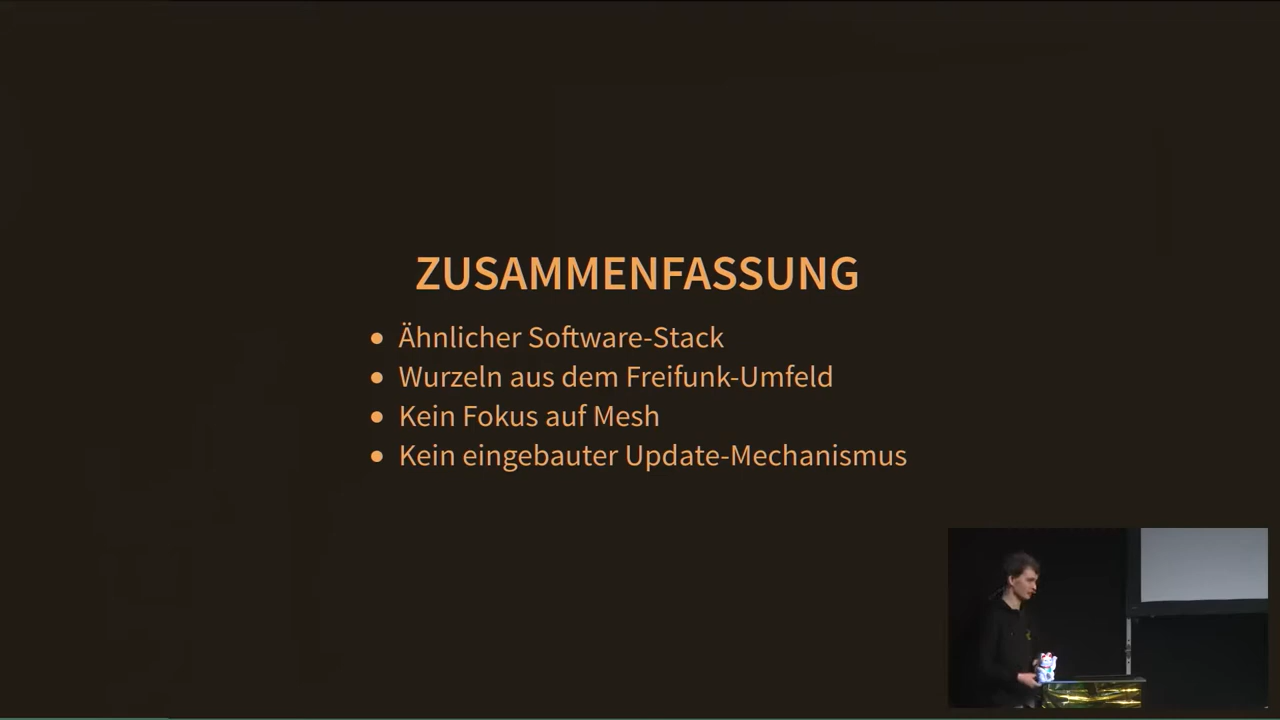 ZUSAMMENFASSUNG
Ähnlicher Software-Stack
Wurzeln aus dem Freifunk-Umfeld
Kein Fokus auf Mesh
Kein eingebauter Update-Mechanismus